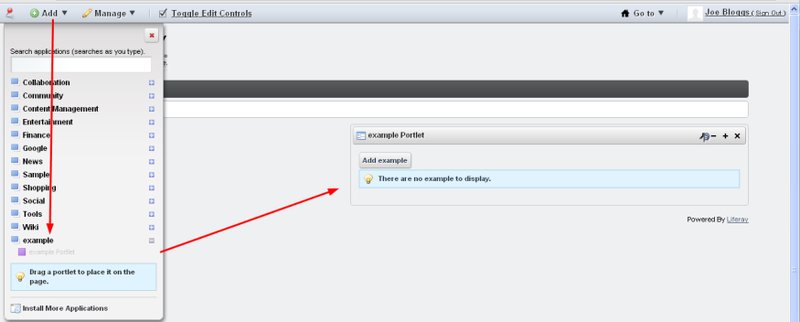 Add Manage Toggle Edit Controls Go to Joe Bloggs (Sign Out)
Search applications (searches as you type).
Collaboration
Community
Content Management
Entertainment
Finance
Google
News
Sample
Shopping
Social
Tools
Wiki
example
example Portlet
Drag a portlet to place it on the
page.
Install More Applications
example Portlet
Add example
There are no example to display.
Powered By Liferay